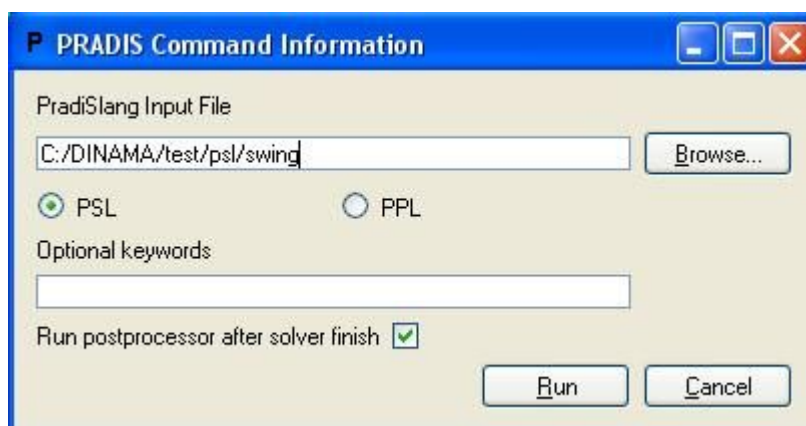 P PRADIS Command Information
PradiSlang Input File
C:/DINAMA/test/psl/swing
Browse...
PSL PPL
Optional keywords
Run postprocessor after solver finish
Run Cancel